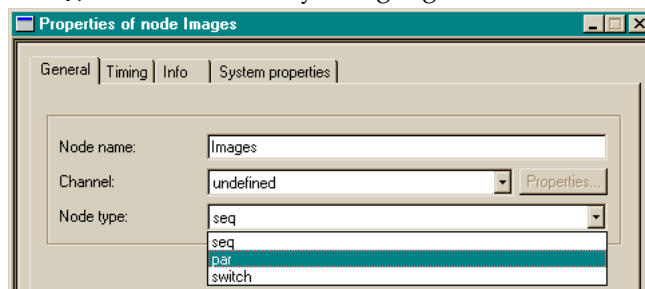 Properties of node Images
General Timing Info System properties
Node name: Images
Channel: undefined Properties...
Node type: seq
seq
par
switch